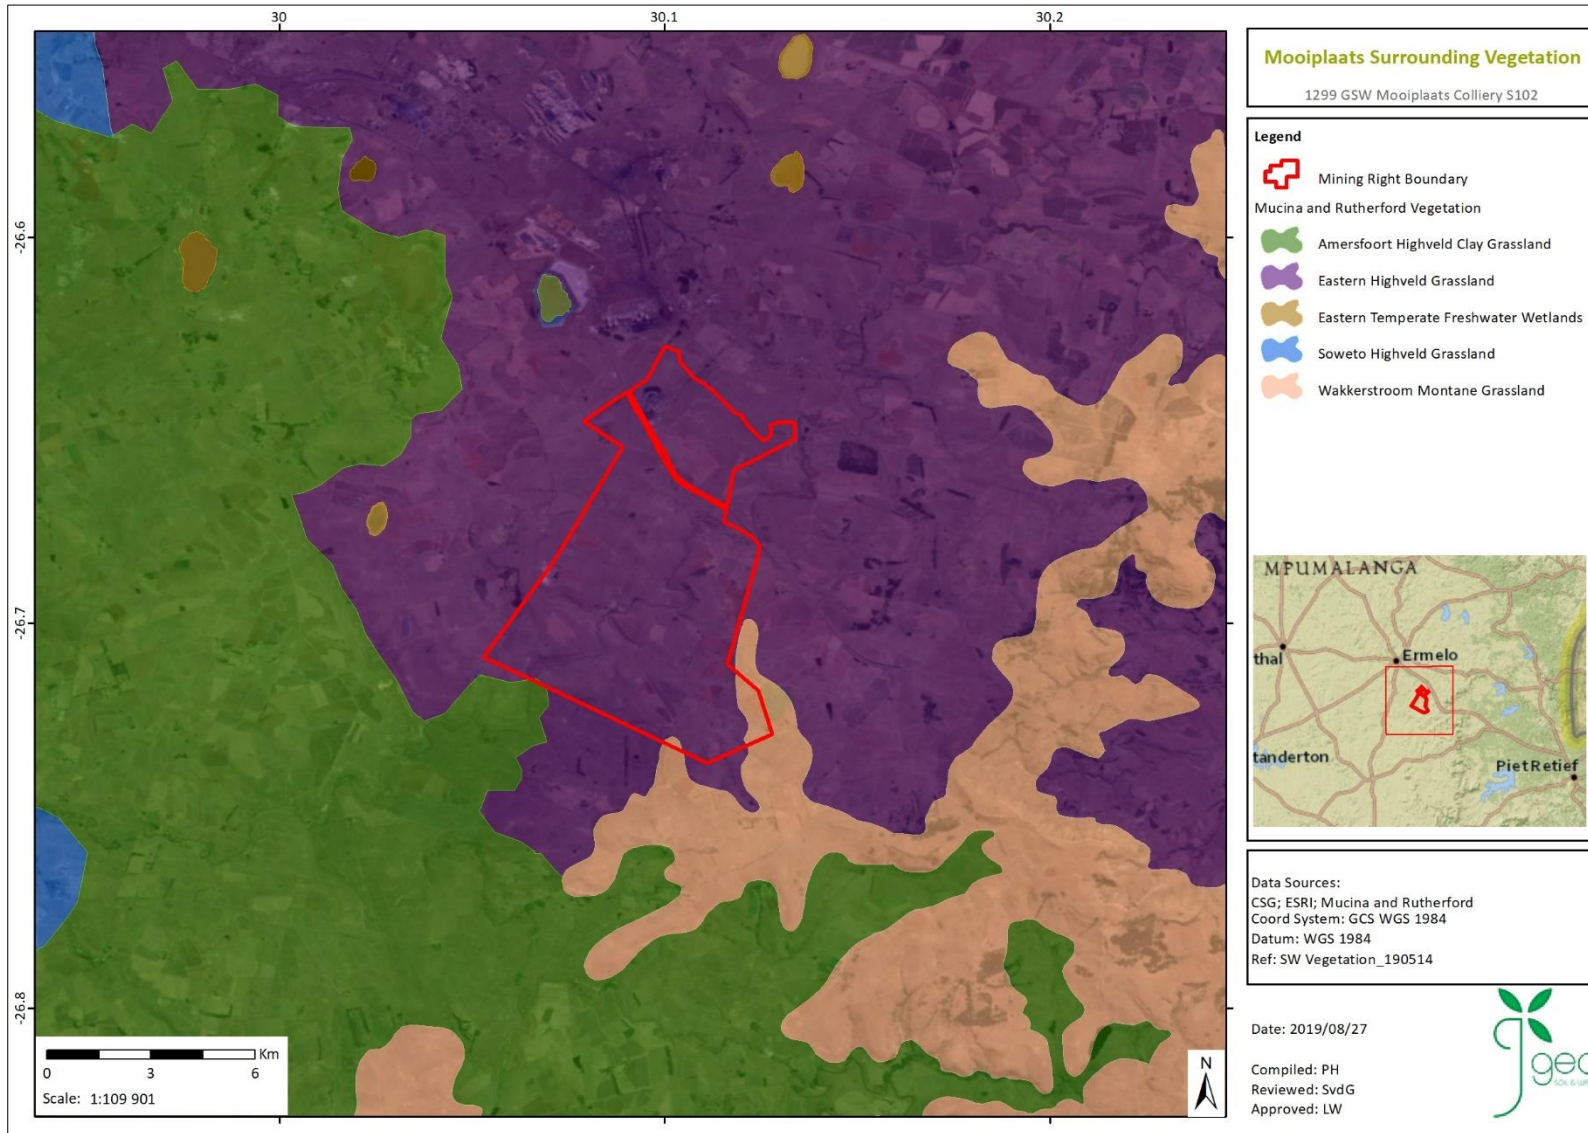 30
30.1
30.2
-26.6
-26.7
-26.8
Km
0
3
6
Scale: 1:109 901
N
Mooiplaats Surrounding Vegetation
1299 GSW Mooiplaats Colliery S102
Legend
Mining Right Boundary
Mucina and Rutherford Vegetation
Amersfoort Highveld Clay Grassland
Eastern Highveld Grassland
Eastern Temperate Freshwater Wetlands
Soweto Highveld Grassland
Wakkerstroom Montane Grassland
MPUMALANGA
thal
Ermelo
tanderton
Piet Retief
Data Sources:
CSG; ESRI; Mucina and Rutherford
Coord System: GCS WGS 1984
Datum: WGS 1984
Ref: SW Vegetation_190514
Date: 2019/08/27
Compiled: PH
Reviewed: SvdG
Approved: LW
geo
SOIL &